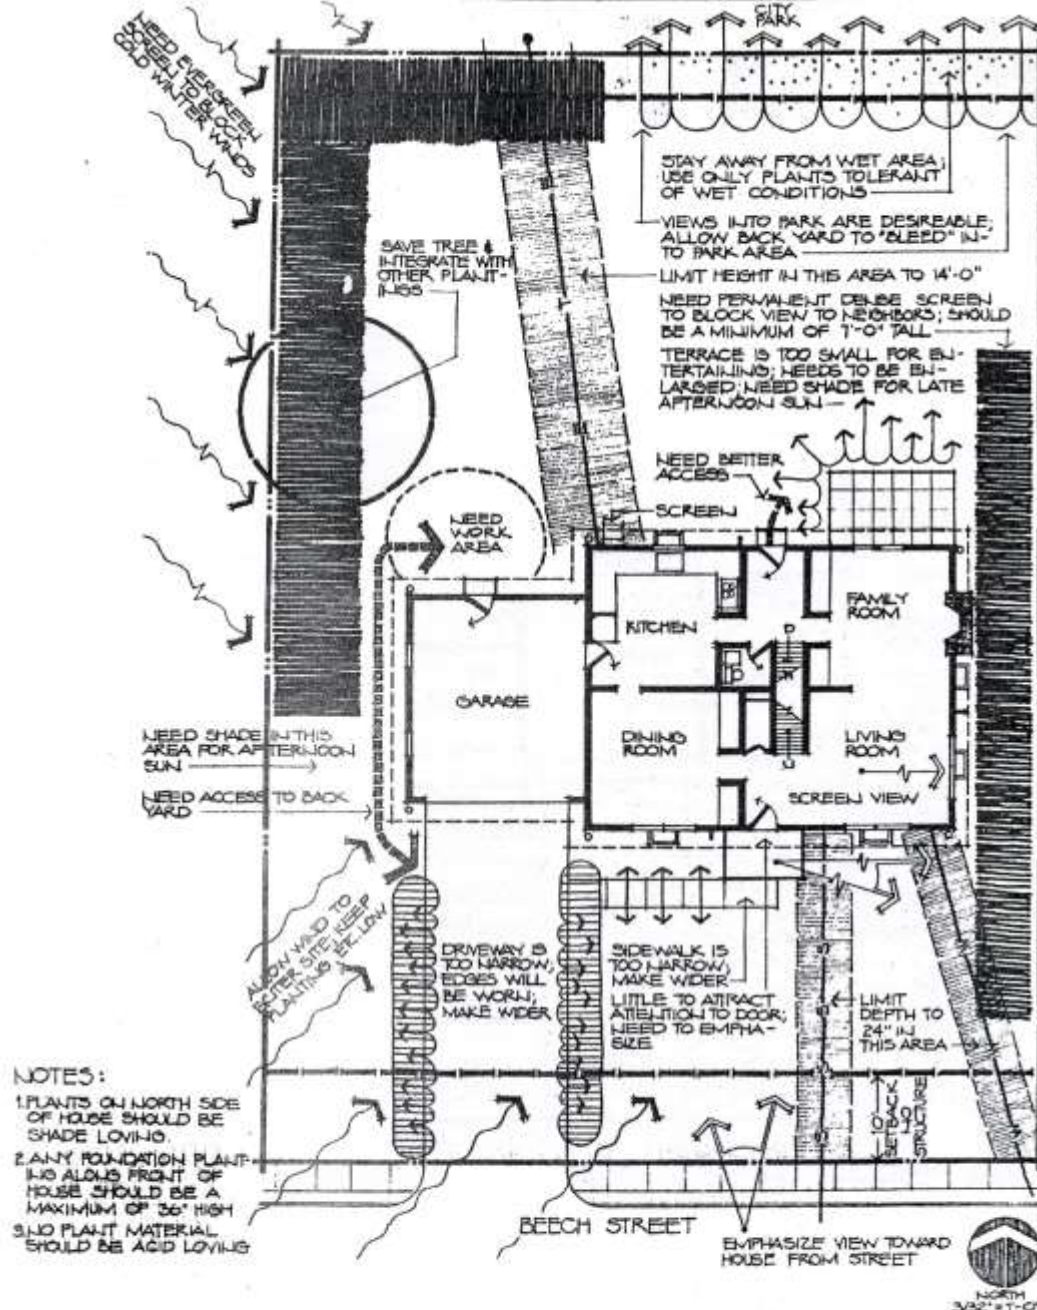 CITY
PARK
NEED EVERGREEN
SCREEN TO BLOCK
COLD WINTER WINDS
STAY AWAY FROM WET AREA;
USE ONLY PLANTS TOLERANT
OF WET CONDITIONS
VIEWS INTO PARK ARE DESIREABLE;
ALLOW BACK YARD TO "BLEED" IN-
TO PARK AREA
SAVE TREE &
INTEGRATE WITH
OTHER PLANT-
INGS
LIMIT HEIGHT IN THIS AREA TO 14'-0"
NEED PERMANENT DENSE SCREEN
TO BLOCK VIEW TO NEIGHBORS; SHOULD
BE A MINIMUM OF 7'-0" TALL
TERRACE IS TOO SMALL FOR EN-
TERTAINING; NEEDS TO BE EN-
LARGED; NEED SHADE FOR LATE
AFTERNOON SUN
NEED BETTER
ACCESS
SCREEN
NEED
WORK
AREA
FAMILY
ROOM
KITCHEN
GARAGE
DINING
ROOM
LIVING
ROOM
SCREEN VIEW
NEED SHADE IN THIS
AREA FOR AFTERNOON
SUN
NEED ACCESS TO BACK
YARD
ALLOW WIND TO
ENTER SITE; KEEP
PLANTING ETC. LOW
DRIVEWAY IS
TOO NARROW;
EDGES WILL
BE WORN;
MAKE WIDER
SIDEWALK IS
TOO NARROW;
MAKE WIDER
LITTLE TO ATTRACT
ATTENTION TO DOOR;
NEED TO EMPHA-
SIZE
LIMIT
DEPTH TO
24" IN
THIS AREA
SETBACK
STRUCTURE
NOTES:
1. PLANTS ON NORTH SIDE
OF HOUSE SHOULD BE
SHADE LOVING.
2. ANY FOUNDATION PLANT-
ING ALONG FRONT OF
HOUSE SHOULD BE A
MAXIMUM OF 36" HIGH
3. NO PLANT MATERIAL
SHOULD BE ACID LOVING
BEECH STREET
EMPHASIZE VIEW TOWARD
HOUSE FROM STREET
NORTH